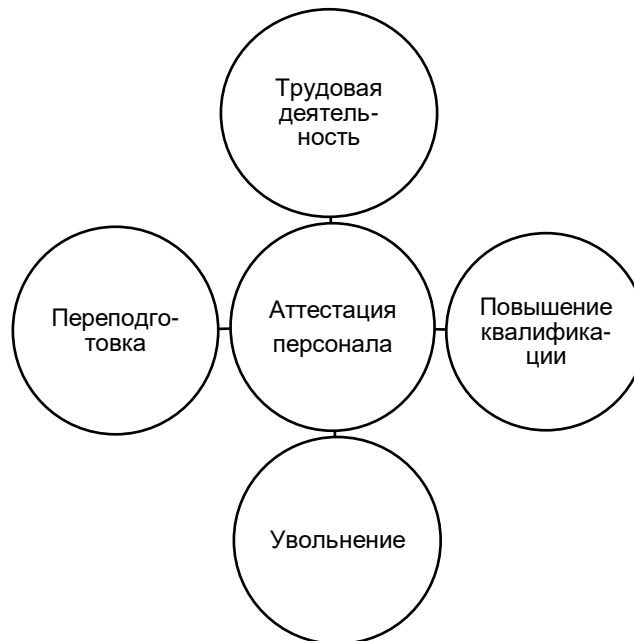 Трудовая
деятель-
ность
Переподго-
товка
Аттестация
персонала
Повышение
квалифика-
ции
Увольнение